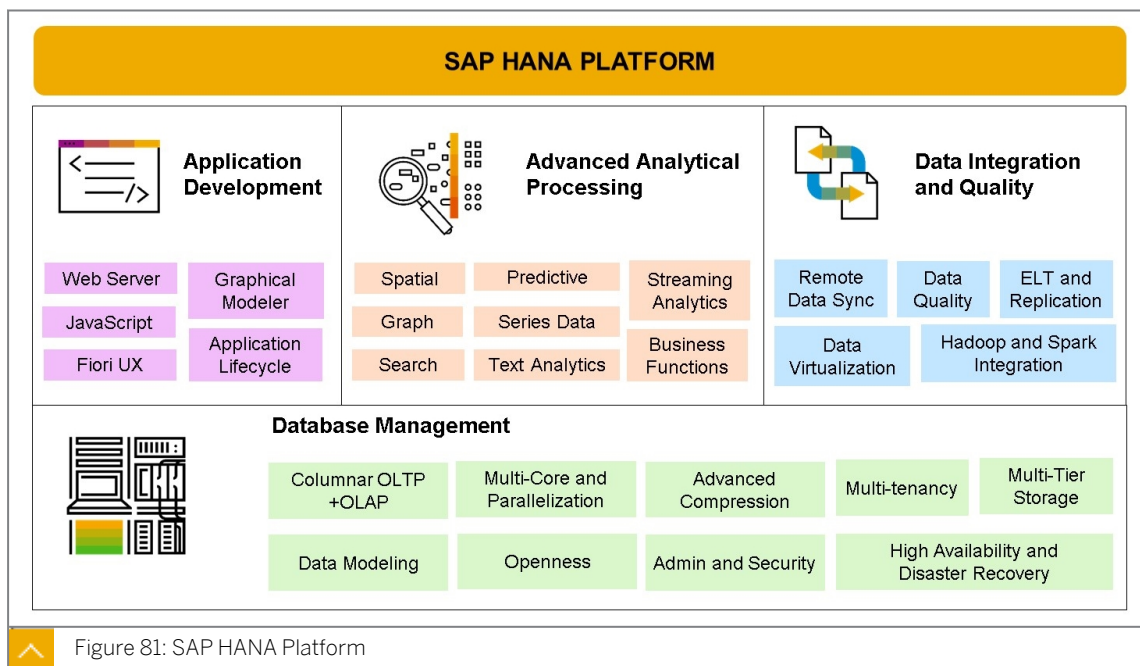 SAP HANA PLATFORM
Application
Development
Web Server
JavaScript
Fiori UX
Graphical
Modeler
Application
Lifecycle
Advanced Analytical
Processing
Spatial
Graph
Search
Predictive
Series Data
Text Analytics
Streaming
Analytics
Business
Functions
Data Integration
and Quality
Remote
Data Sync
Data
Quality
ELT and
Replication
Data
Virtualization
Hadoop and Spark
Integration
Database Management
Columnar OLTP
+OLAP
Multi-Core and
Parallelization
Advanced
Compression
Multi-tenancy
Multi-Tier
Storage
Data Modeling
Openness
Admin and Security
High Availability and
Disaster Recovery
Figure 81: SAP HANA Platform